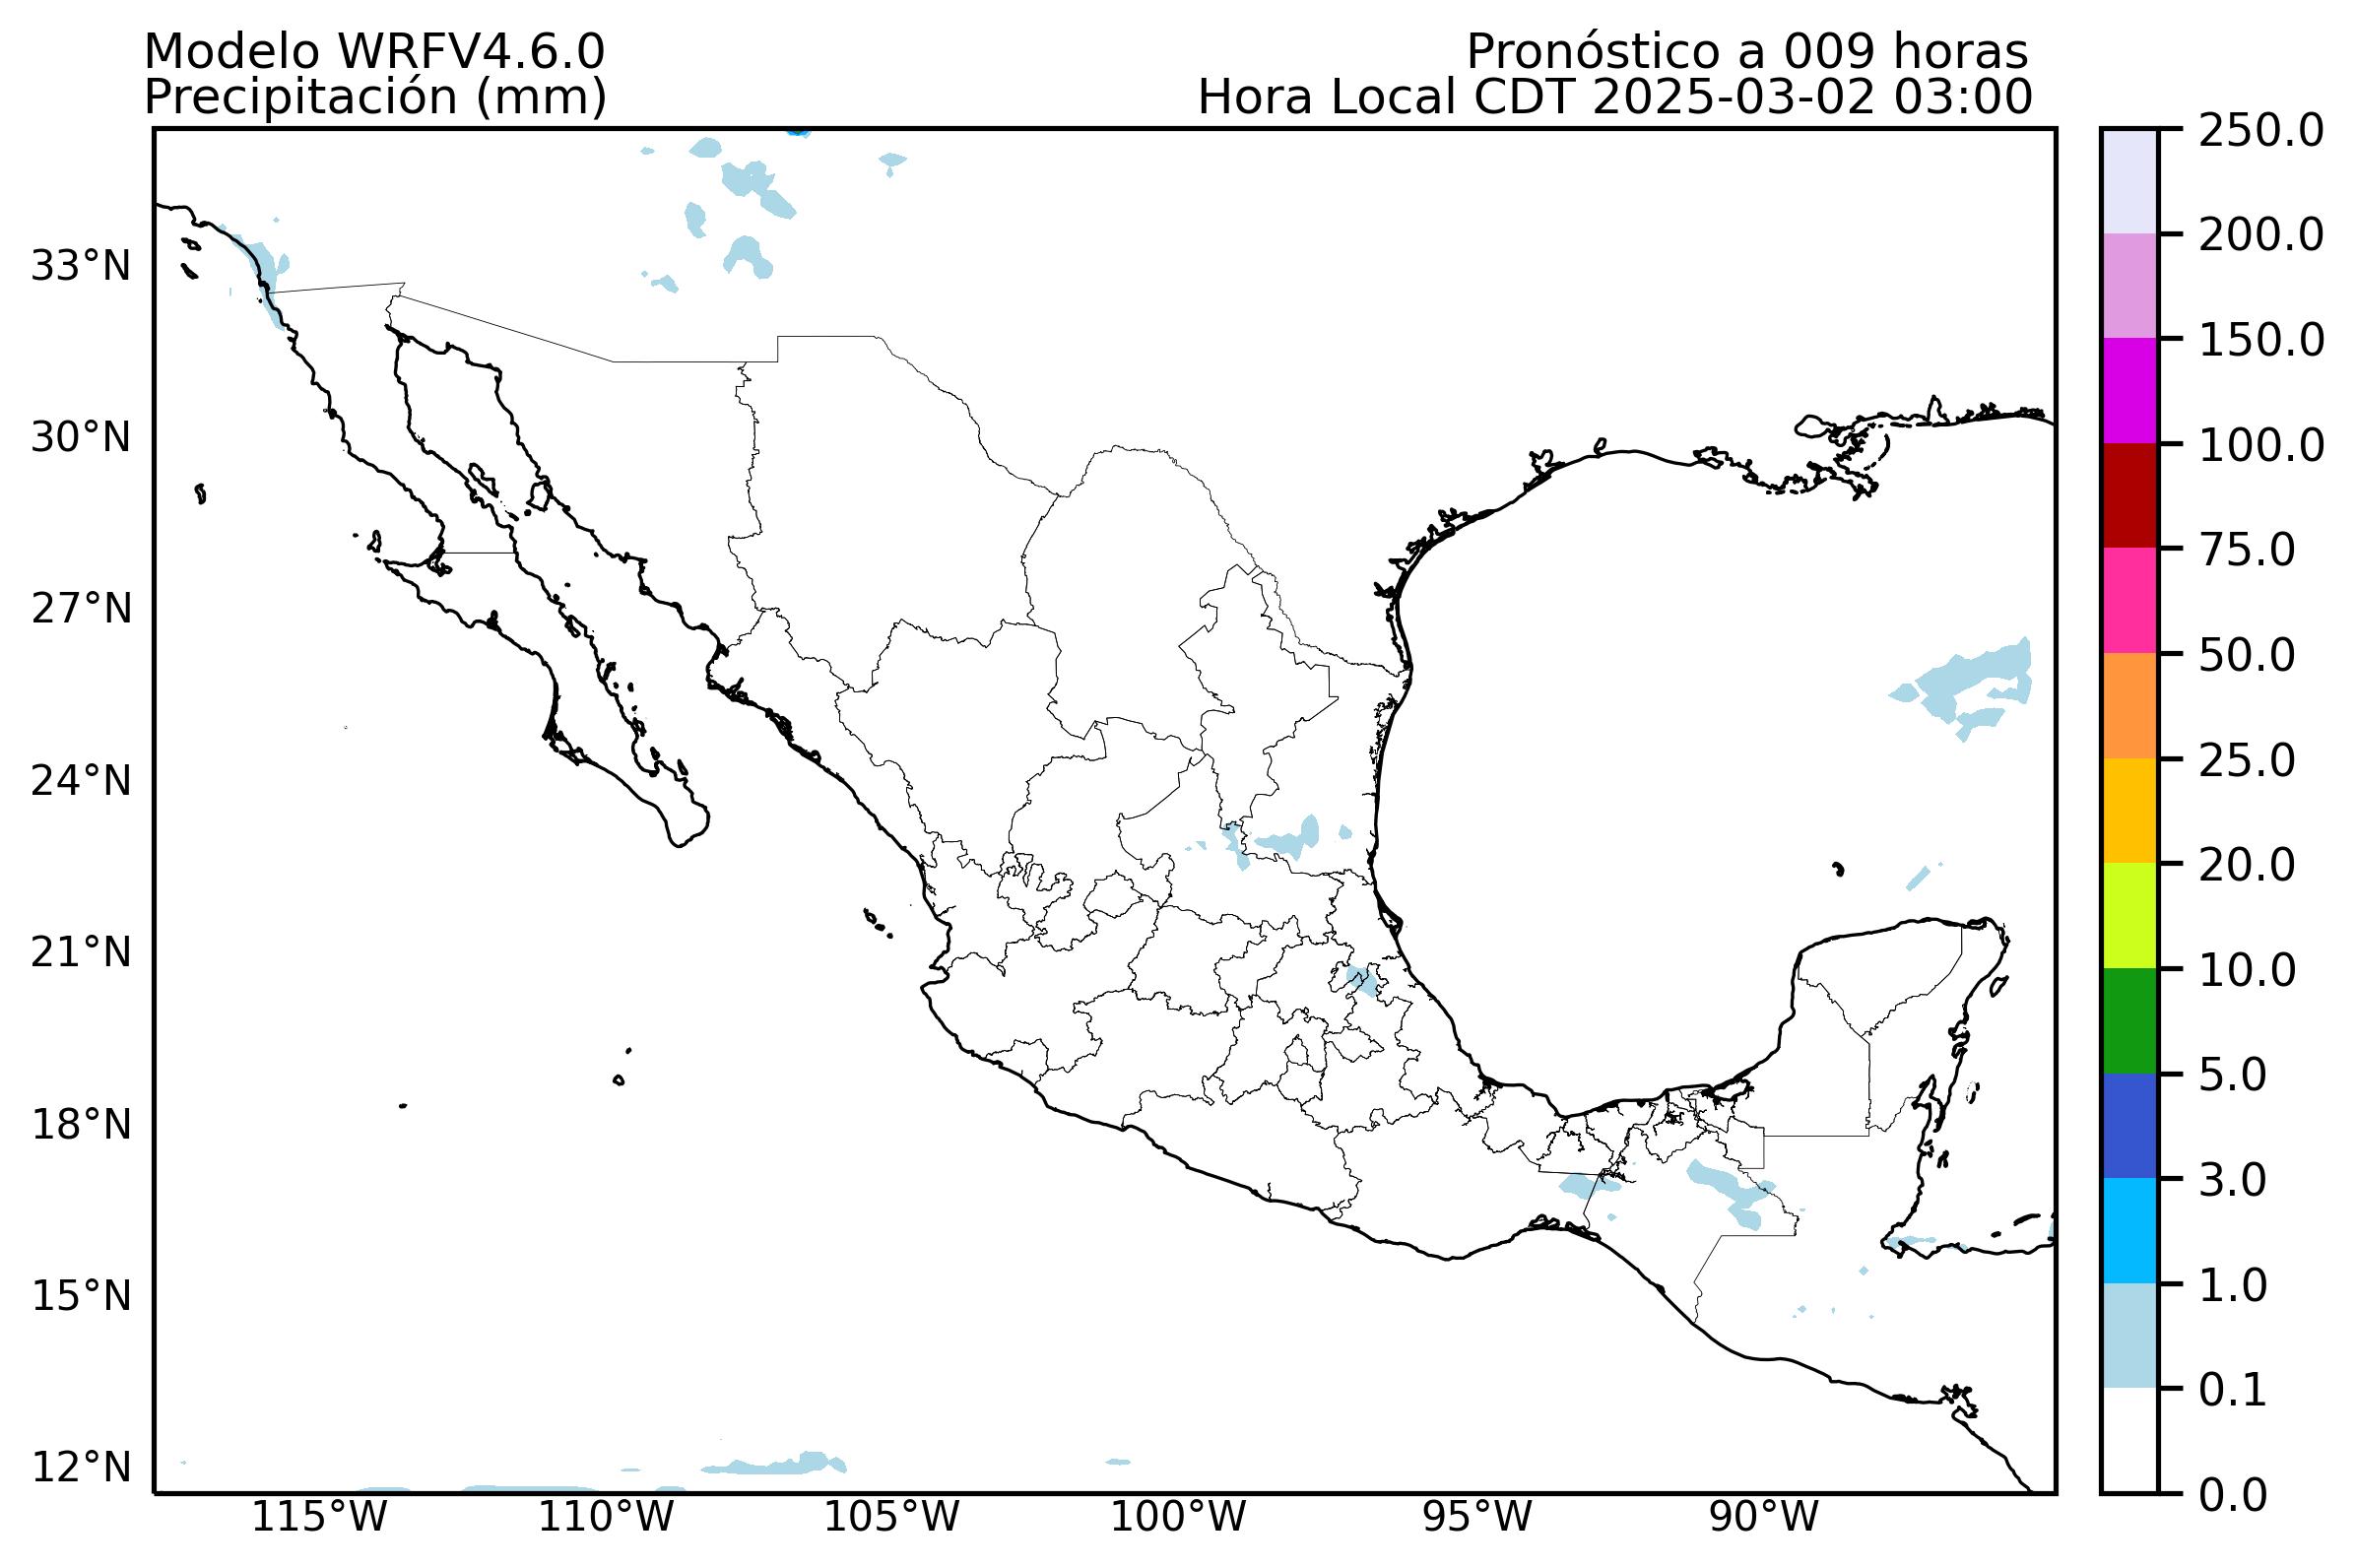 Modelo WRFV4.6.0
Precipitación (mm)
Pronóstico a 009 horas
Hora Local CDT 2025-03-02 03:00
33°N
30°N
27°N
24°N
21°N
18°N
15°N
12°N
115°W
110°W
105°W
100°W
95°W
90°W
250.0
200.0
150.0
100.0
75.0
50.0
25.0
20.0
10.0
5.0
3.0
1.0
0.1
0.0